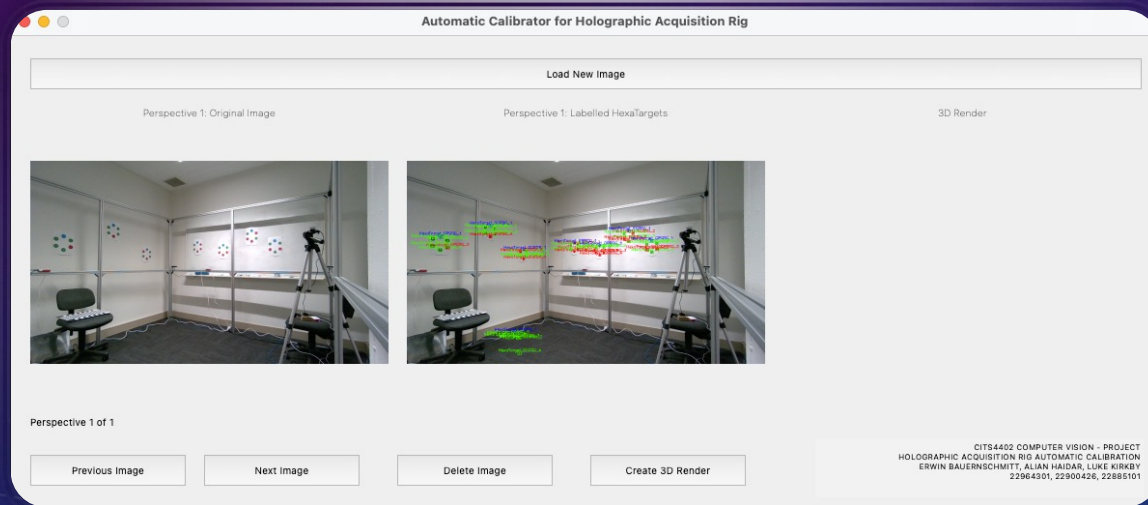 Automatic Calibrator for Holographic Acquisition Rig
Load New Image
Perspective 1: Original Image
Perspective 1: Labelled HexaTargets
3D Render
Perspective 1 of 1
Previous Image
Next Image
Delete Image
Create 3D Render
CITS4402 COMPUTER VISION - PROJECT
HOLOGRAPHIC ACQUISITION RIG AUTOMATIC CALIBRATION
ERWIN BAUERNSCHMITT, ALIAN HAIDAR, LUKE KIRKBY
22964301, 22900426, 22885101